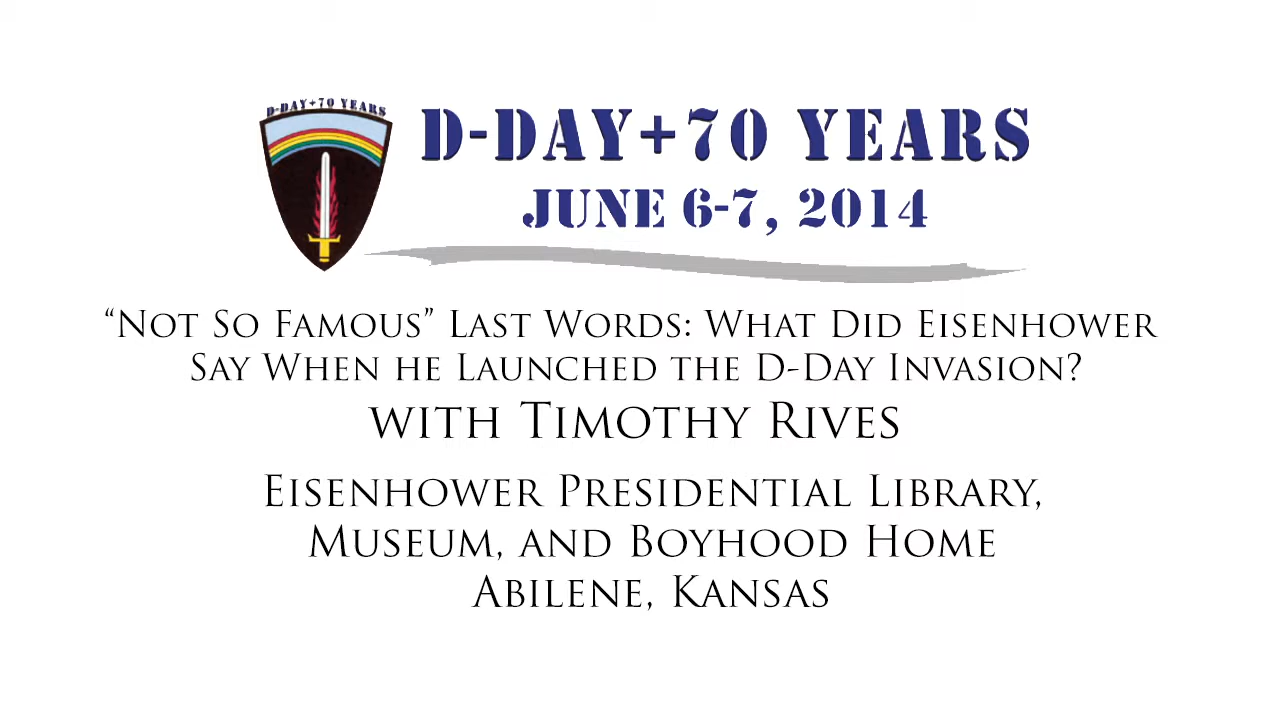 D-DAY+70 YEARS
D-DAY+70 YEARS
JUNE 6-7, 2014
“Not So Famous” Last Words: What Did Eisenhower
Say When he Launched the D-Day Invasion?
with Timothy Rives
Eisenhower Presidential Library,
Museum, and Boyhood Home
Abilene, Kansas